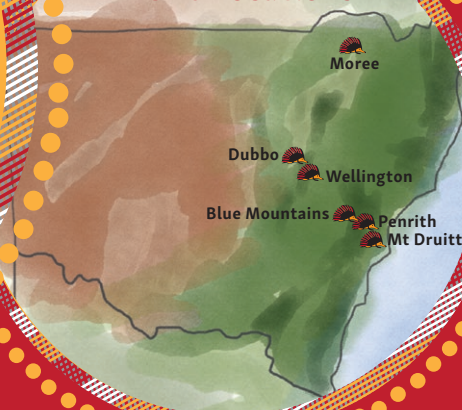 Moree
Dubbo
Wellington
Blue Mountains
Penrith
Mt Druitt